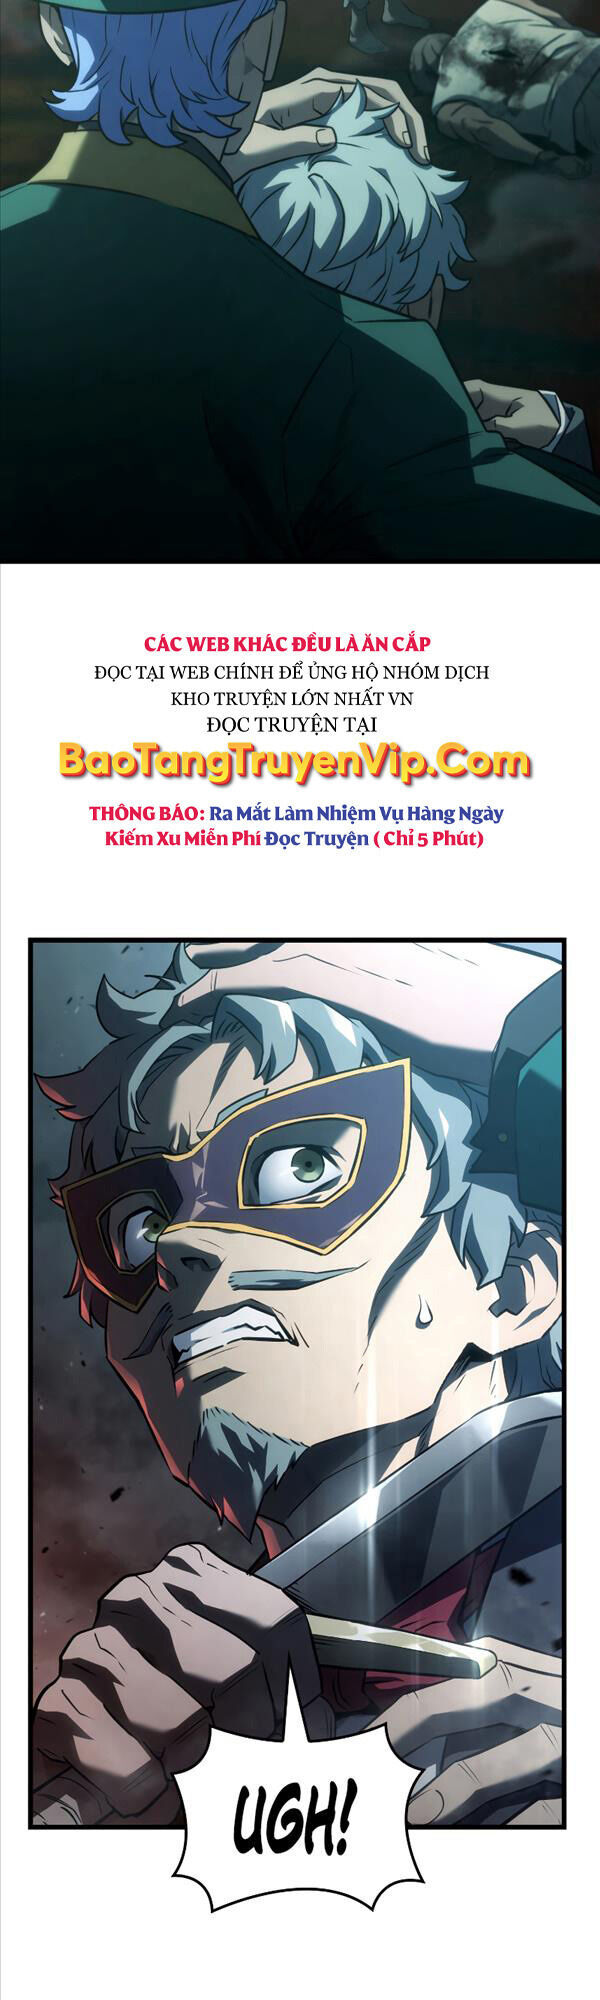 CÁC WEB KHÁC ĐỀU LÀ ĂN CẮP
ĐỌC TẠI WEB CHÍNH ĐỂ ỦNG HỘ NHÓM DỊCH
KHO TRUYỆN LỚN NHẤT VN
ĐỌC TRUYỆN TẠI
BaoTangTruyenVip.Com
THÔNG BÁO: Ra Mắt Làm Nhiệm Vụ Hàng Ngày
Kiếm Xu Miễn Phí Đọc Truyện ( Chỉ 5 Phút)
UGH!